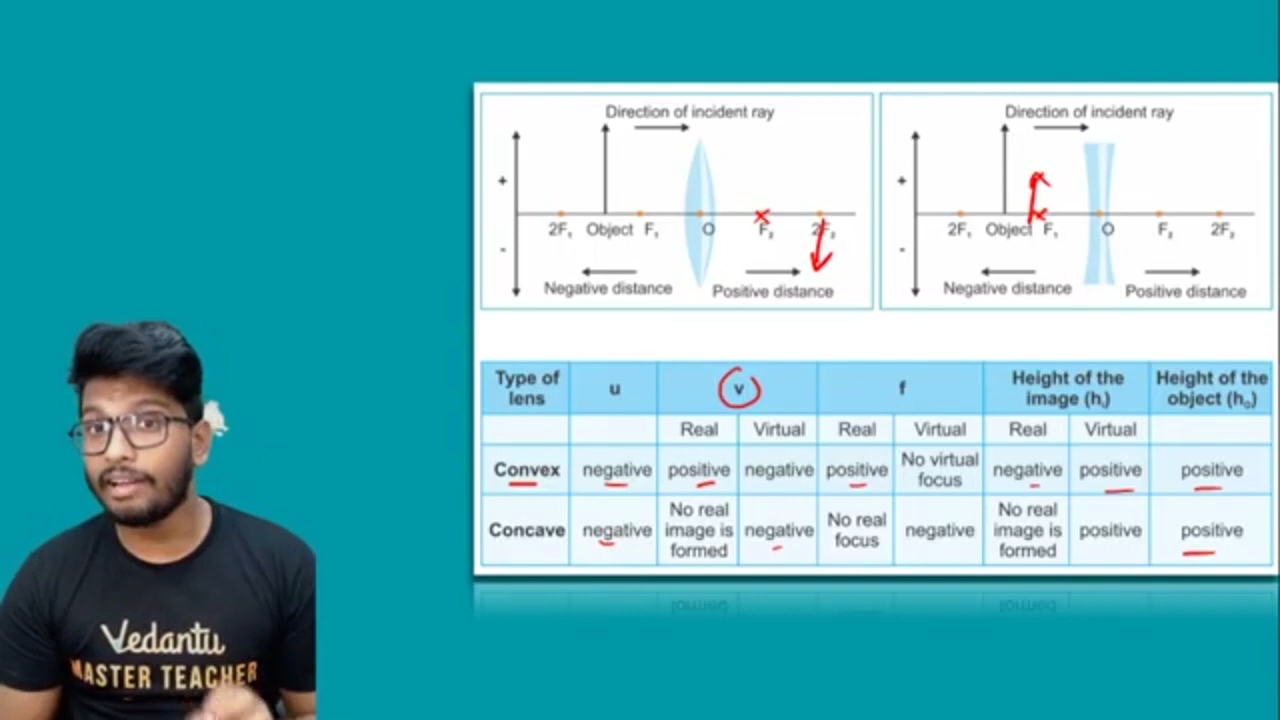 Direction of incident ray
+
2F₁ Object F₁ O F₂ 2F₂
-
Negative distance Positive distance
Direction of incident ray
+
2F₁ Object F₁ O F₂ 2F₂
-
Negative distance Positive distance
Type of lens u v f Height of the image (hᵢ) Height of the object (hₒ)
Real Virtual Real Virtual Real Virtual
Convex negative positive negative positive No virtual focus negative positive positive
Concave negative No real image is formed negative No real focus negative No real image is formed positive positive
Vedantu
MASTER TEACHER